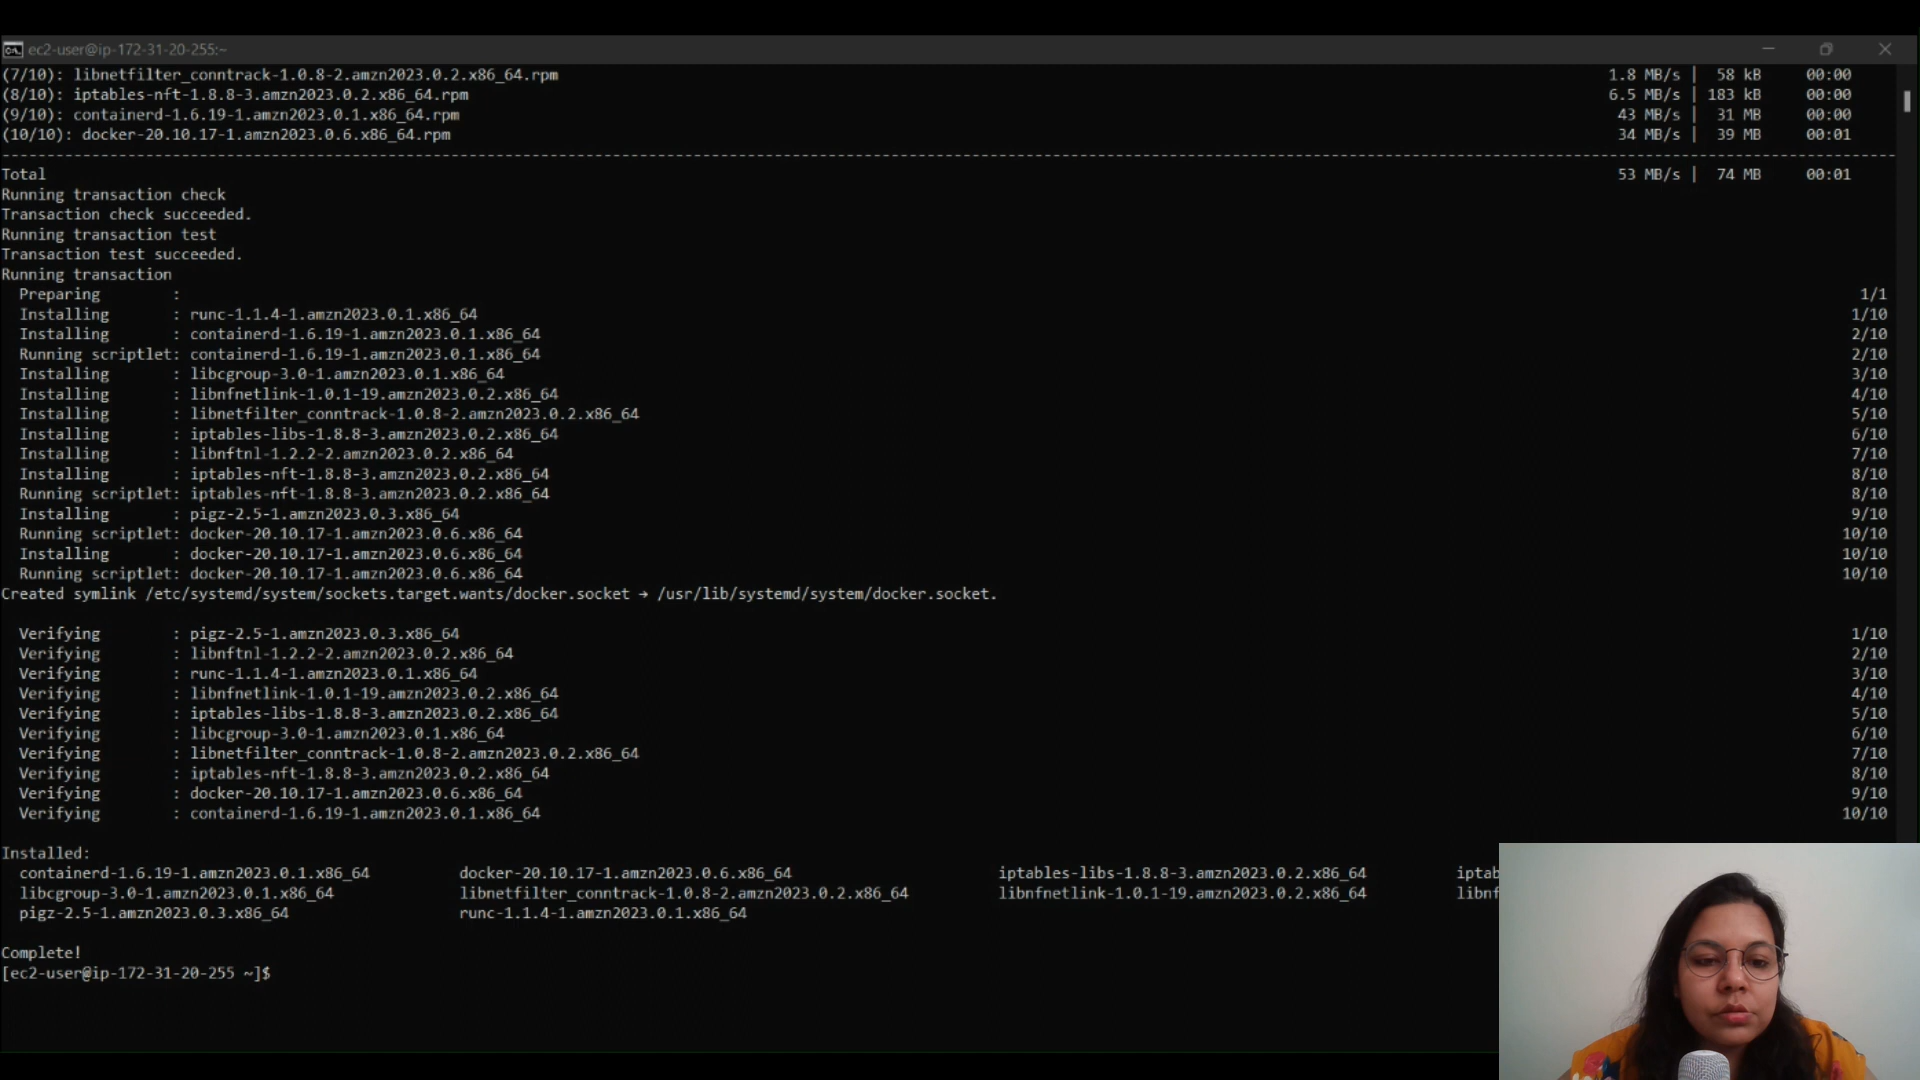 ec2-user@ip-172-31-20-255:~
(7/10): libnetfilter_conntrack-1.0.8-2.amzn2023.0.2.x86_64.rpm 1.8 MB/s | 58 kB 00:00
(8/10): iptables-nft-1.8.8-3.amzn2023.0.2.x86_64.rpm 6.5 MB/s | 183 kB 00:00
(9/10): containerd-1.6.19-1.amzn2023.0.1.x86_64.rpm 43 MB/s | 31 MB 00:00
(10/10): docker-20.10.17-1.amzn2023.0.6.x86_64.rpm 34 MB/s | 39 MB 00:01
Total 53 MB/s | 74 MB 00:01
Running transaction check
Transaction check succeeded.
Running transaction test
Transaction test succeeded.
Running transaction
Preparing : 1/1
Installing : runc-1.1.4-1.amzn2023.0.1.x86_64 1/10
Installing : containerd-1.6.19-1.amzn2023.0.1.x86_64 2/10
Running scriptlet: containerd-1.6.19-1.amzn2023.0.1.x86_64 2/10
Installing : libcgroup-3.0-1.amzn2023.0.1.x86_64 3/10
Installing : libnfnetlink-1.0.1-19.amzn2023.0.2.x86_64 4/10
Installing : libnetfilter_conntrack-1.0.8-2.amzn2023.0.2.x86_64 5/10
Installing : iptables-libs-1.8.8-3.amzn2023.0.2.x86_64 6/10
Installing : libnftnl-1.2.2-2.amzn2023.0.2.x86_64 7/10
Installing : iptables-nft-1.8.8-3.amzn2023.0.2.x86_64 8/10
Running scriptlet: iptables-nft-1.8.8-3.amzn2023.0.2.x86_64 8/10
Installing : pigz-2.5-1.amzn2023.0.3.x86_64 9/10
Running scriptlet: docker-20.10.17-1.amzn2023.0.6.x86_64 10/10
Installing : docker-20.10.17-1.amzn2023.0.6.x86_64 10/10
Running scriptlet: docker-20.10.17-1.amzn2023.0.6.x86_64 10/10
Created symlink /etc/systemd/system/sockets.target.wants/docker.socket → /usr/lib/systemd/system/docker.socket.
Verifying : pigz-2.5-1.amzn2023.0.3.x86_64 1/10
Verifying : libnftnl-1.2.2-2.amzn2023.0.2.x86_64 2/10
Verifying : runc-1.1.4-1.amzn2023.0.1.x86_64 3/10
Verifying : libnfnetlink-1.0.1-19.amzn2023.0.2.x86_64 4/10
Verifying : iptables-libs-1.8.8-3.amzn2023.0.2.x86_64 5/10
Verifying : libcgroup-3.0-1.amzn2023.0.1.x86_64 6/10
Verifying : libnetfilter_conntrack-1.0.8-2.amzn2023.0.2.x86_64 7/10
Verifying : iptables-nft-1.8.8-3.amzn2023.0.2.x86_64 8/10
Verifying : docker-20.10.17-1.amzn2023.0.6.x86_64 9/10
Verifying : containerd-1.6.19-1.amzn2023.0.1.x86_64 10/10
Installed:
containerd-1.6.19-1.amzn2023.0.1.x86_64 docker-20.10.17-1.amzn2023.0.6.x86_64 iptables-libs-1.8.8-3.amzn2023.0.2.x86_64 iptab
libcgroup-3.0-1.amzn2023.0.1.x86_64 libnetfilter_conntrack-1.0.8-2.amzn2023.0.2.x86_64 libnfnetlink-1.0.1-19.amzn2023.0.2.x86_64 libnf
pigz-2.5-1.amzn2023.0.3.x86_64 runc-1.1.4-1.amzn2023.0.1.x86_64
Complete!
[ec2-user@ip-172-31-20-255 ~]$